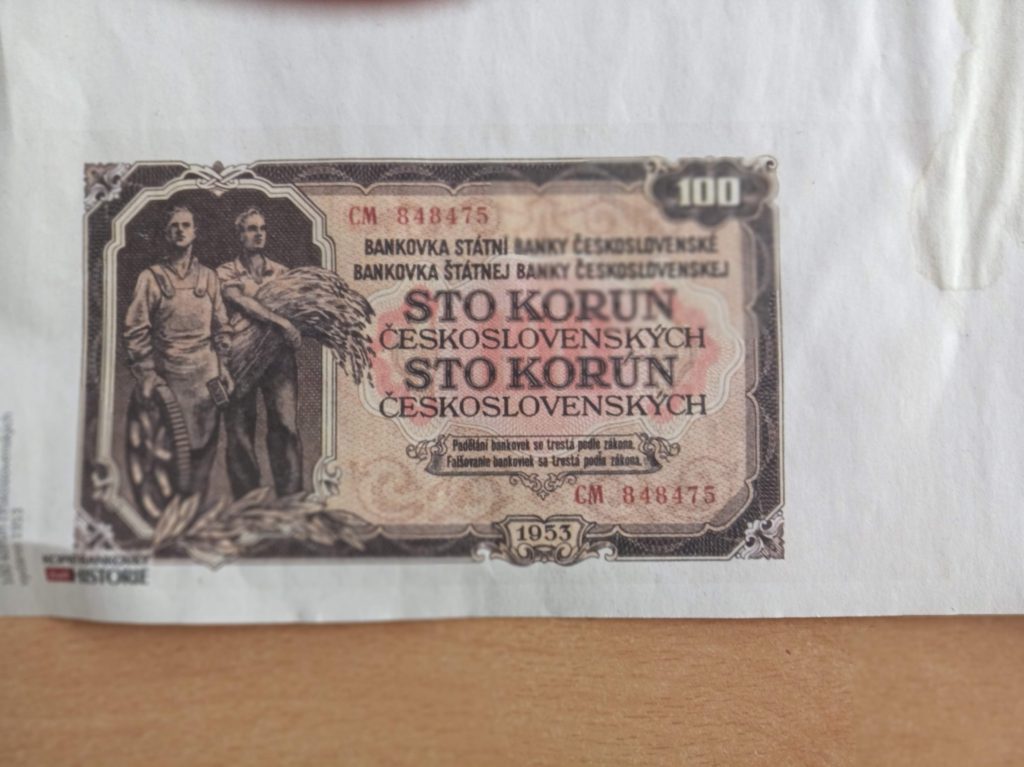 100
CM 848475
BANKOVKA STÁTNÍ BANKY ČESKOSLOVENSKÉ
BANKOVKA ŠTÁTNEJ BANKY ČESKOSLOVENSKEJ
STO KORUN
ČESKOSLOVENSKÝCH
STO KORÚN
ČESKOSLOVENSKÝCH
Padělání bankovek se trestá podle zákona.
Falšovanie bankoviek sa trestá podľa zákona.
CM 848475
1953
HISTORIE